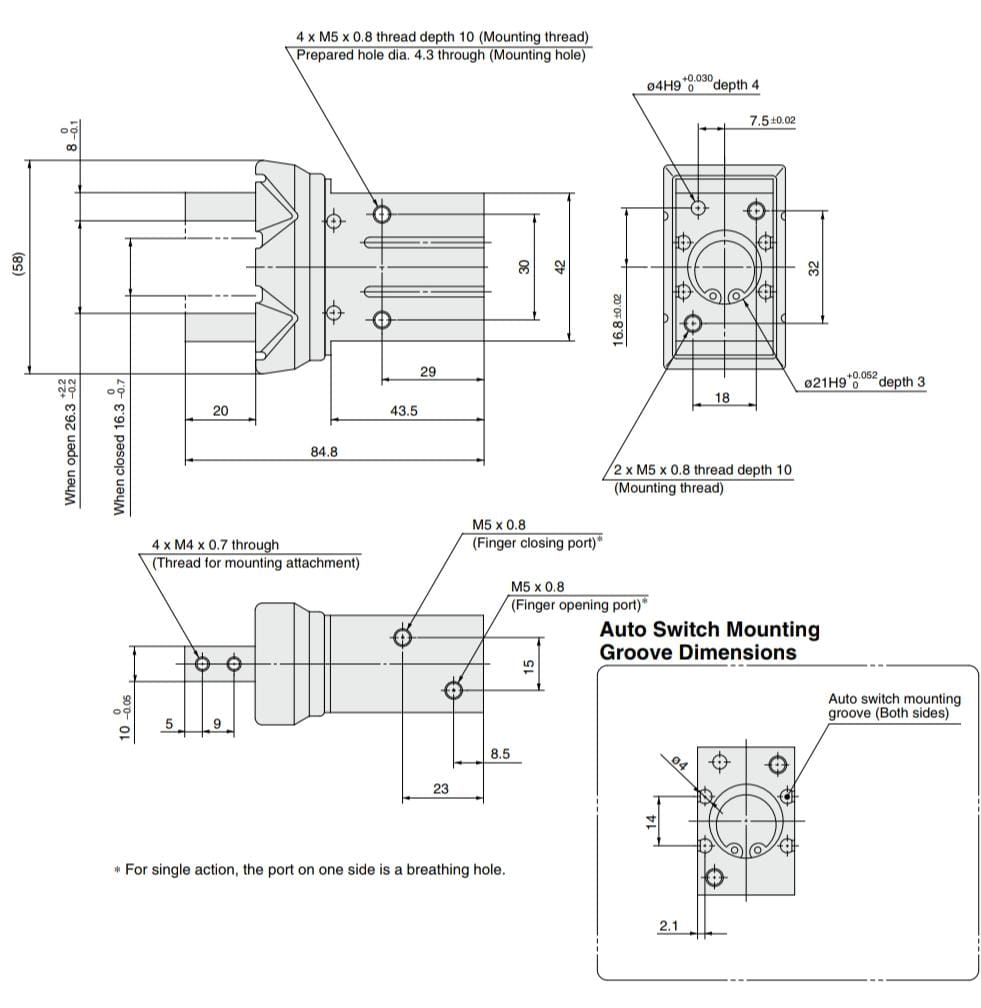 4 x M5 x 0.8 thread depth 10 (Mounting thread)
Prepared hole dia. 4.3 through (Mounting hole)
ø4H9 +0.030 0 depth 4
7.5±0.02
8 0 -0.1
(58)
30
42
32
16.8±0.02
29
ø21H9 +0.052 0 depth 3
18
20
43.5
When open 26.3 +2.2 -0.2
When closed 16.3 0 -0.7
84.8
2 x M5 x 0.8 thread depth 10
(Mounting thread)
M5 x 0.8
(Finger closing port)*
4 x M4 x 0.7 through
(Thread for mounting attachment)
M5 x 0.8
(Finger opening port)*
Auto Switch Mounting
Groove Dimensions
15
10 0 -0.05
5
9
8.5
23
Auto switch mounting
groove (Both sides)
ø4
14
2.1
* For single action, the port on one side is a breathing hole.